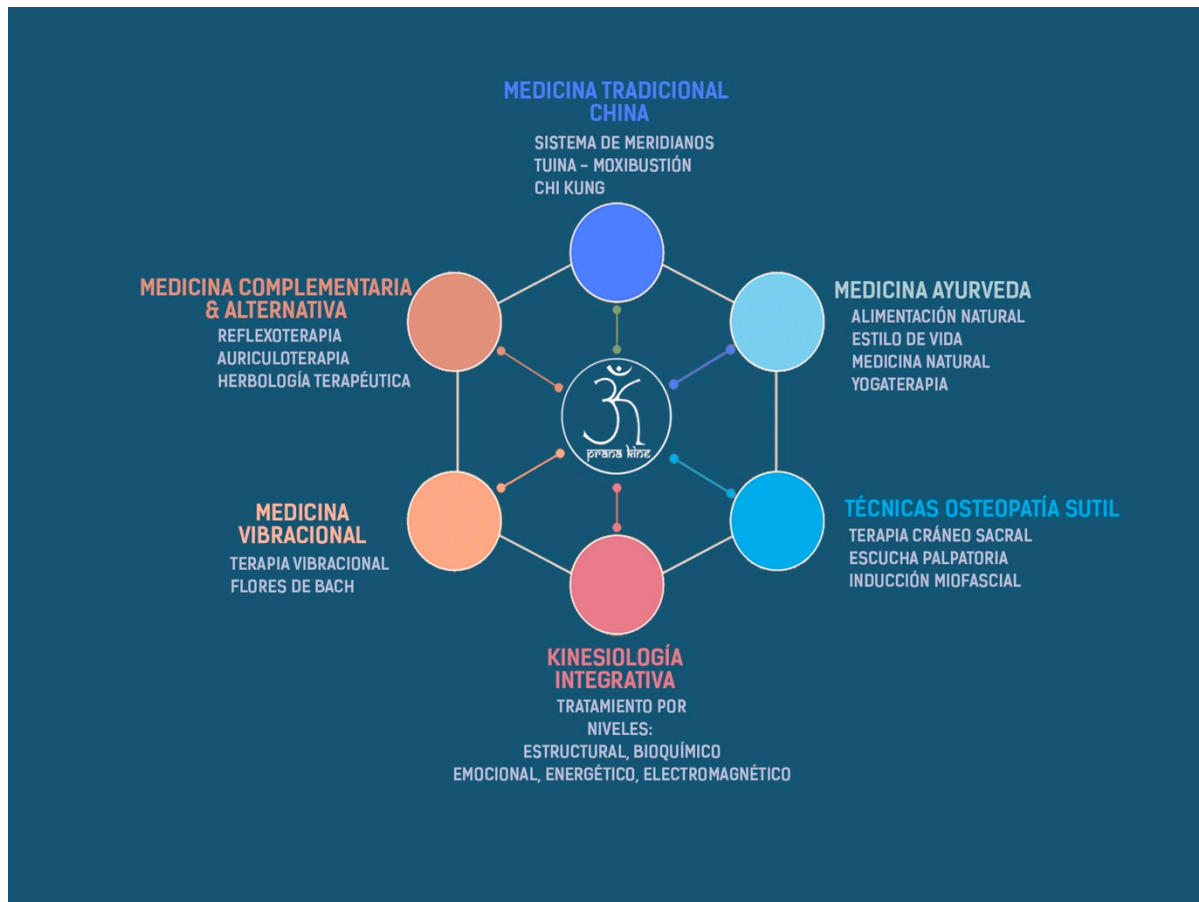 MEDICINA TRADICIONAL
CHINA
SISTEMA DE MERIDIANOS
TUINA – MOXIBUSTIÓN
CHI KUNG
MEDICINA COMPLEMENTARIA
& ALTERNATIVA
REFLEXOTERAPIA
AURICULOTERAPIA
HERBOLOGÍA TERAPÉUTICA
MEDICINA AYURVEDA
ALIMENTACIÓN NATURAL
ESTILO DE VIDA
MEDICINA NATURAL
YOGATERAPIA
ॐ
prana kine
MEDICINA
VIBRACIONAL
TERAPIA VIBRACIONAL
FLORES DE BACH
TÉCNICAS OSTEOPATÍA SUTIL
TERAPIA CRÁNEO SACRAL
ESCUCHA PALPATORIA
INDUCCIÓN MIOFASCIAL
KINESIOLOGÍA
INTEGRATIVA
TRATAMIENTO POR
NIVELES:
ESTRUCTURAL, BIOQUÍMICO
EMOCIONAL, ENERGÉTICO, ELECTROMAGNÉTICO